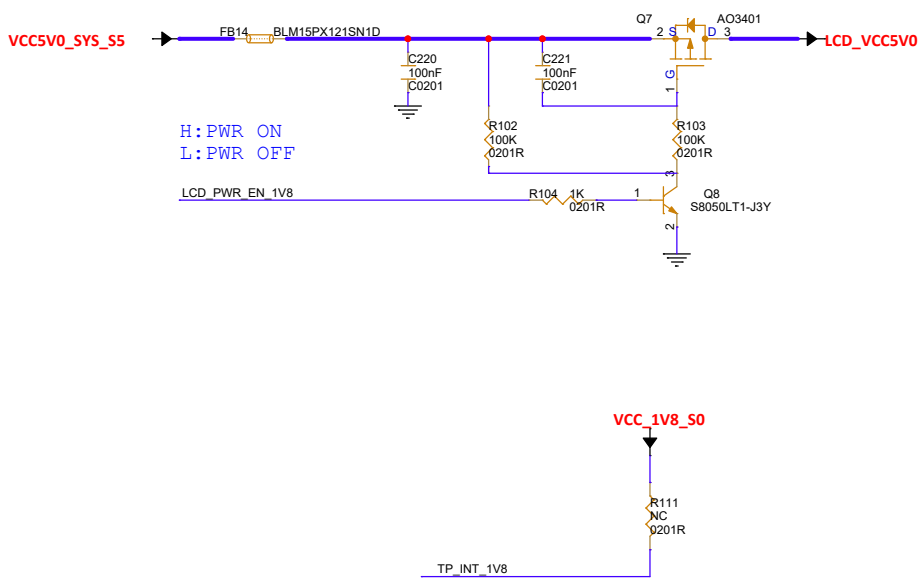 Q7
AO3401
VCC5V0_SYS_S5
FB14
BLM15PX121SN1D
2
S
D
3
LCD_VCC5V0
G
1
C220
100nF
C0201
C221
100nF
C0201
H:PWR ON
L:PWR OFF
R102
100K
0201R
R103
100K
0201R
LCD_PWR_EN_1V8
R104
1K
0201R
1
3
Q8
S8050LT1-J3Y
2
VCC_1V8_S0
R111
NC
0201R
TP_INT_1V8